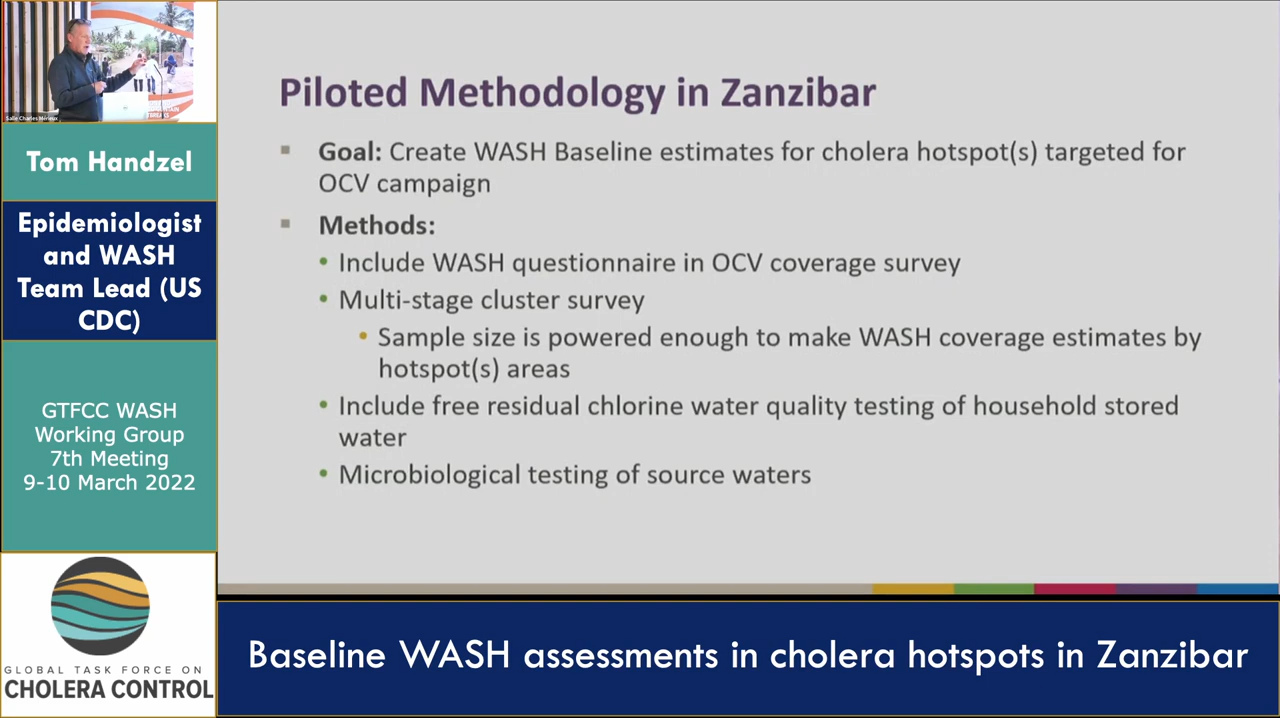 Salle Charles Mérieux
Tom Handzel
Epidemiologist
and WASH
Team Lead (US
CDC)
GTFCC WASH
Working Group
7th Meeting
9-10 March 2022
GLOBAL TASK FORCE ON
CHOLERA CONTROL
Piloted Methodology in Zanzibar
▪ Goal: Create WASH Baseline estimates for cholera hotspot(s) targeted for
OCV campaign
▪ Methods:
• Include WASH questionnaire in OCV coverage survey
• Multi-stage cluster survey
• Sample size is powered enough to make WASH coverage estimates by
hotspot(s) areas
• Include free residual chlorine water quality testing of household stored
water
• Microbiological testing of source waters
Baseline WASH assessments in cholera hotspots in Zanzibar